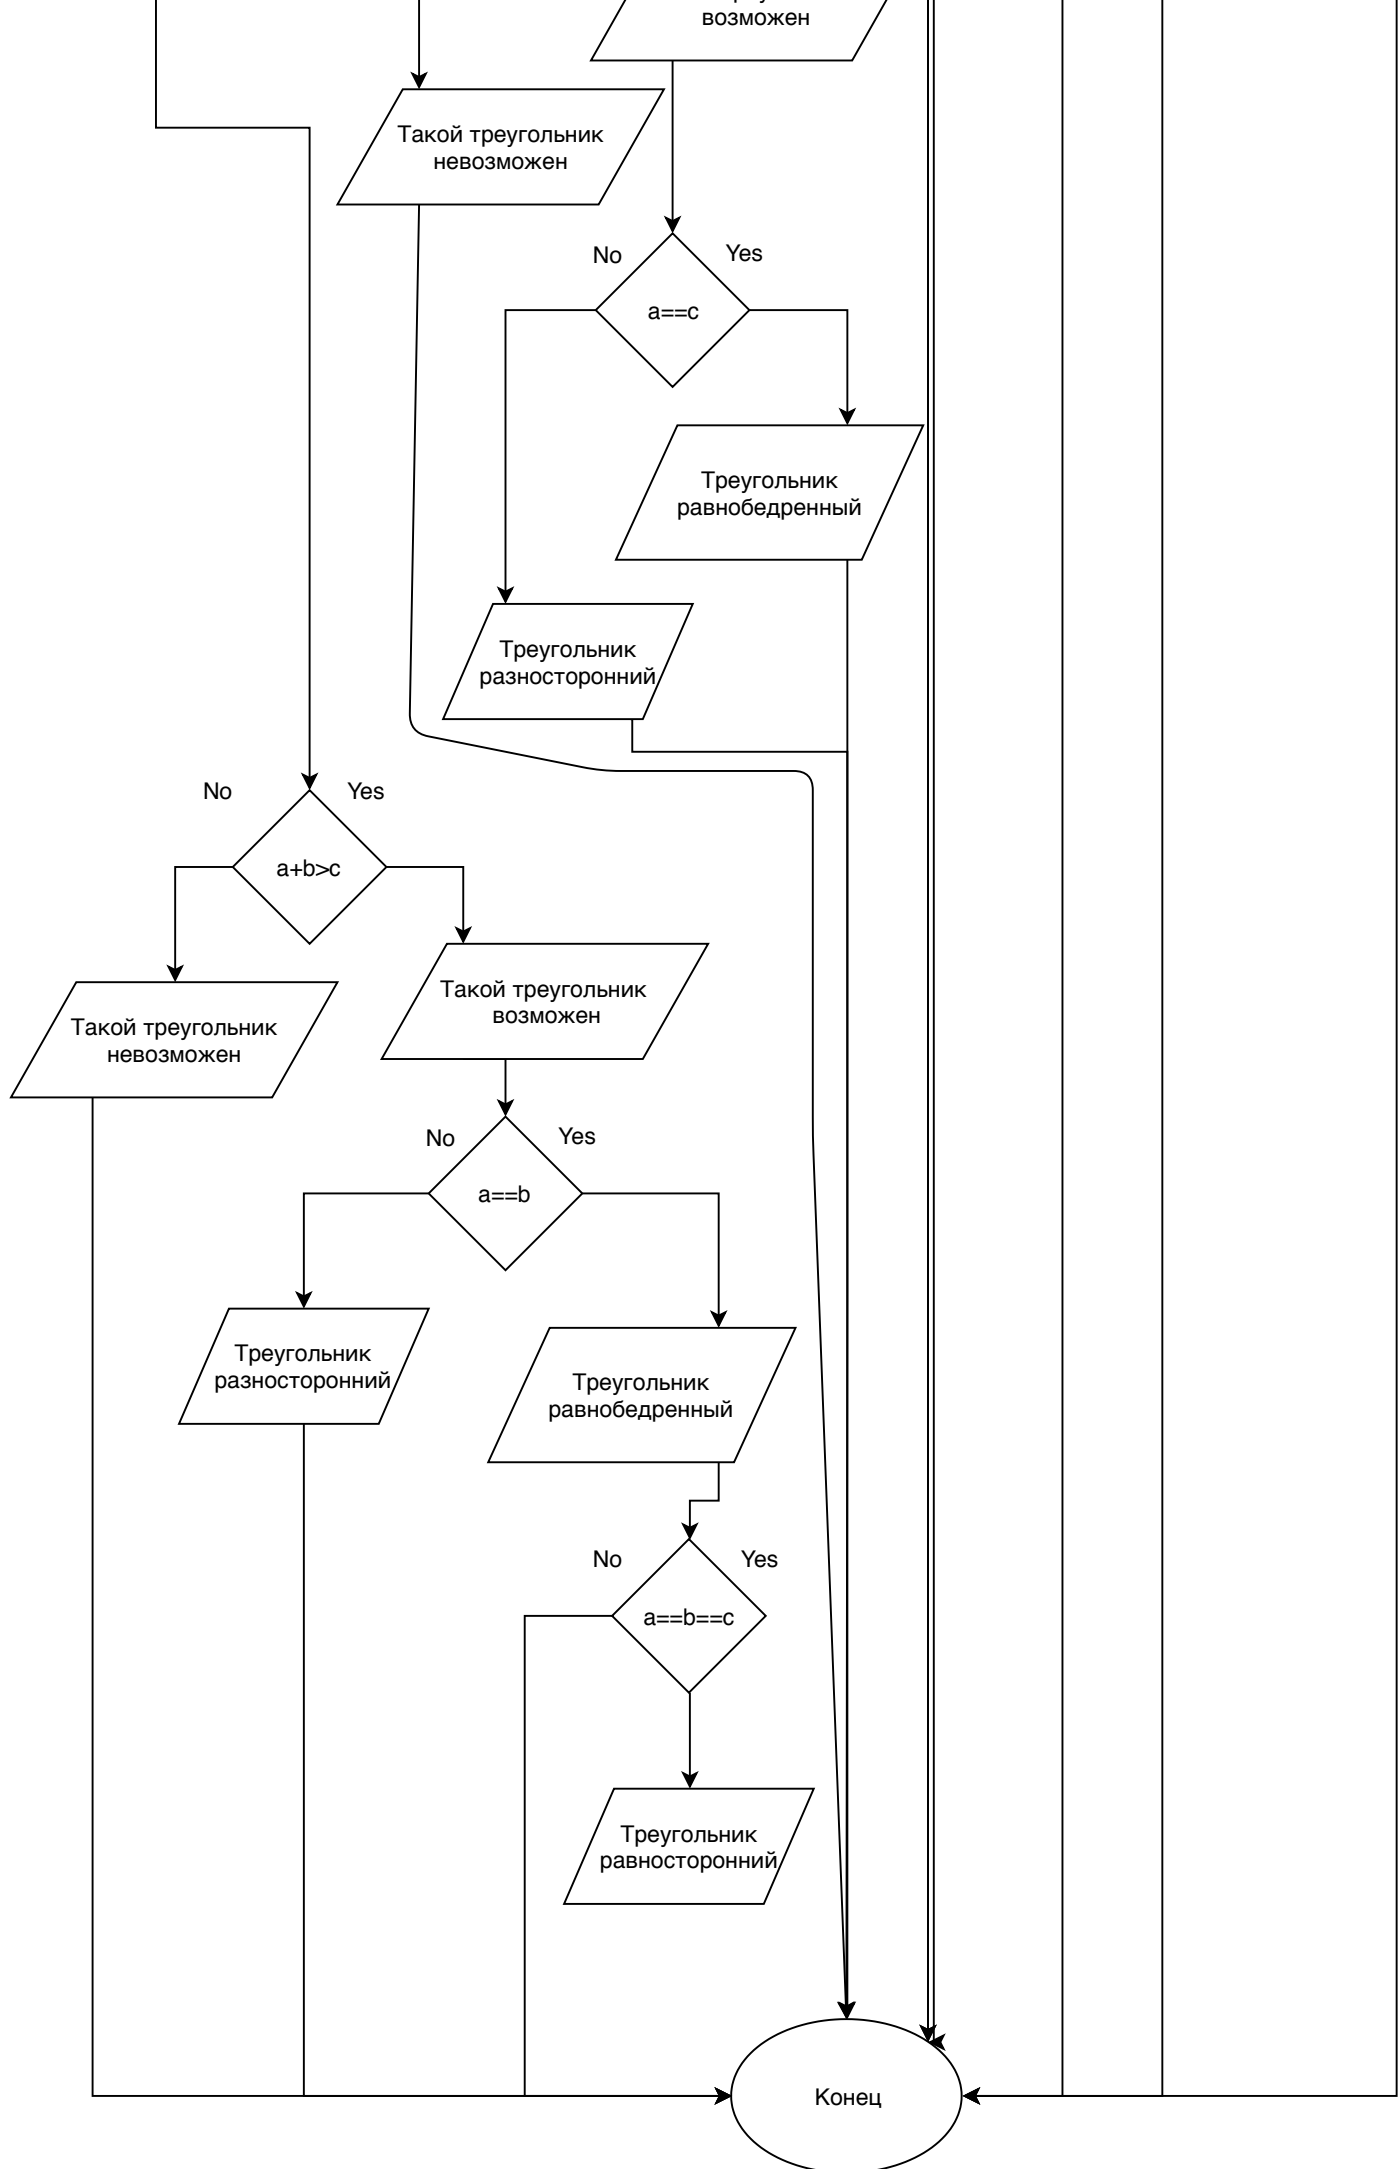 возможен
Такой треугольник
невозможен
No
Yes
a==c
Треугольник
равнобедренный
Треугольник
разносторонний
No
Yes
a+b>c
Такой треугольник
возможен
Такой треугольник
невозможен
No
Yes
a==b
Треугольник
разносторонний
Треугольник
равнобедренный
No
Yes
a==b==c
Треугольник
равносторонний
Конец